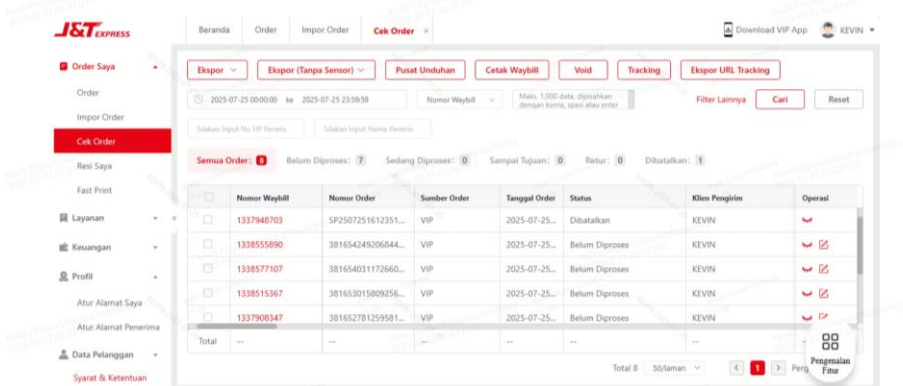 J&T EXPRESS
Beranda Order Impor Order Cek Order × Download VIP App KEVIN
Order Saya
Order
Impor Order
Cek Order
Resi Saya
Fast Print
Layanan
Keuangan
Profil
Atur Alamat Saya
Atur Alamat Penerima
Data Pelanggan
Syarat & Ketentuan
Ekspor Ekspor (Tanpa Sensor) Pusat Unduhan Cetak Waybill Void Tracking Ekspor URL Tracking
2025-07-25 00:00:00 ke 2025-07-25 23:59:59 Nomor Waybill Maks. 1,000 data, dipisahkan
dengan koma, spasi atau enter
Filter Lainnya Cari Reset
Silakan Input No HP Peneri Silakan Input Nama Penerin
Semua Order: 8 Belum Diproses: 7 Sedang Diproses: 0 Sampai Tujuan: 0 Retur: 0 Dibatalkan: 1
Nomor Waybill Nomor Order Sumber Order Tanggal Order Status Klien Pengirim Operasi
1337948703 SP2507251612351... VIP 2025-07-25... Dibatalkan KEVIN
1338555890 381654249206844... VIP 2025-07-25... Belum Diproses KEVIN
1338577107 381654031172660... VIP 2025-07-25... Belum Diproses KEVIN
1338515367 381653015809256... VIP 2025-07-25... Belum Diproses KEVIN
1337908347 381652781259581... VIP 2025-07-25... Belum Diproses KEVIN
Total -- -- -- -- -- --
Total 8 50/laman 1 Perg
Pengenalan
Fitur